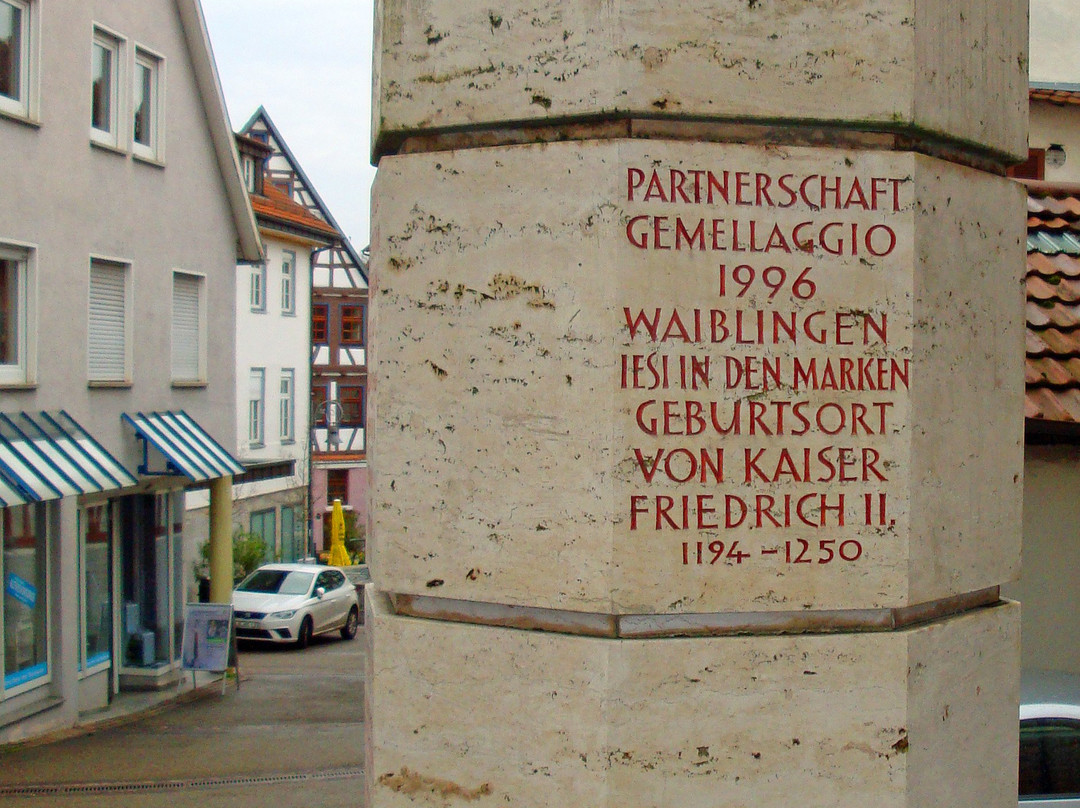 PARTNERSCHAFT
GEMELLAGGIO
1996
WAIBLINGEN
IESI IN DEN MARKEN
GEBURTSORT
VON KAISER
FRIEDRICH II.
1194 – 1250